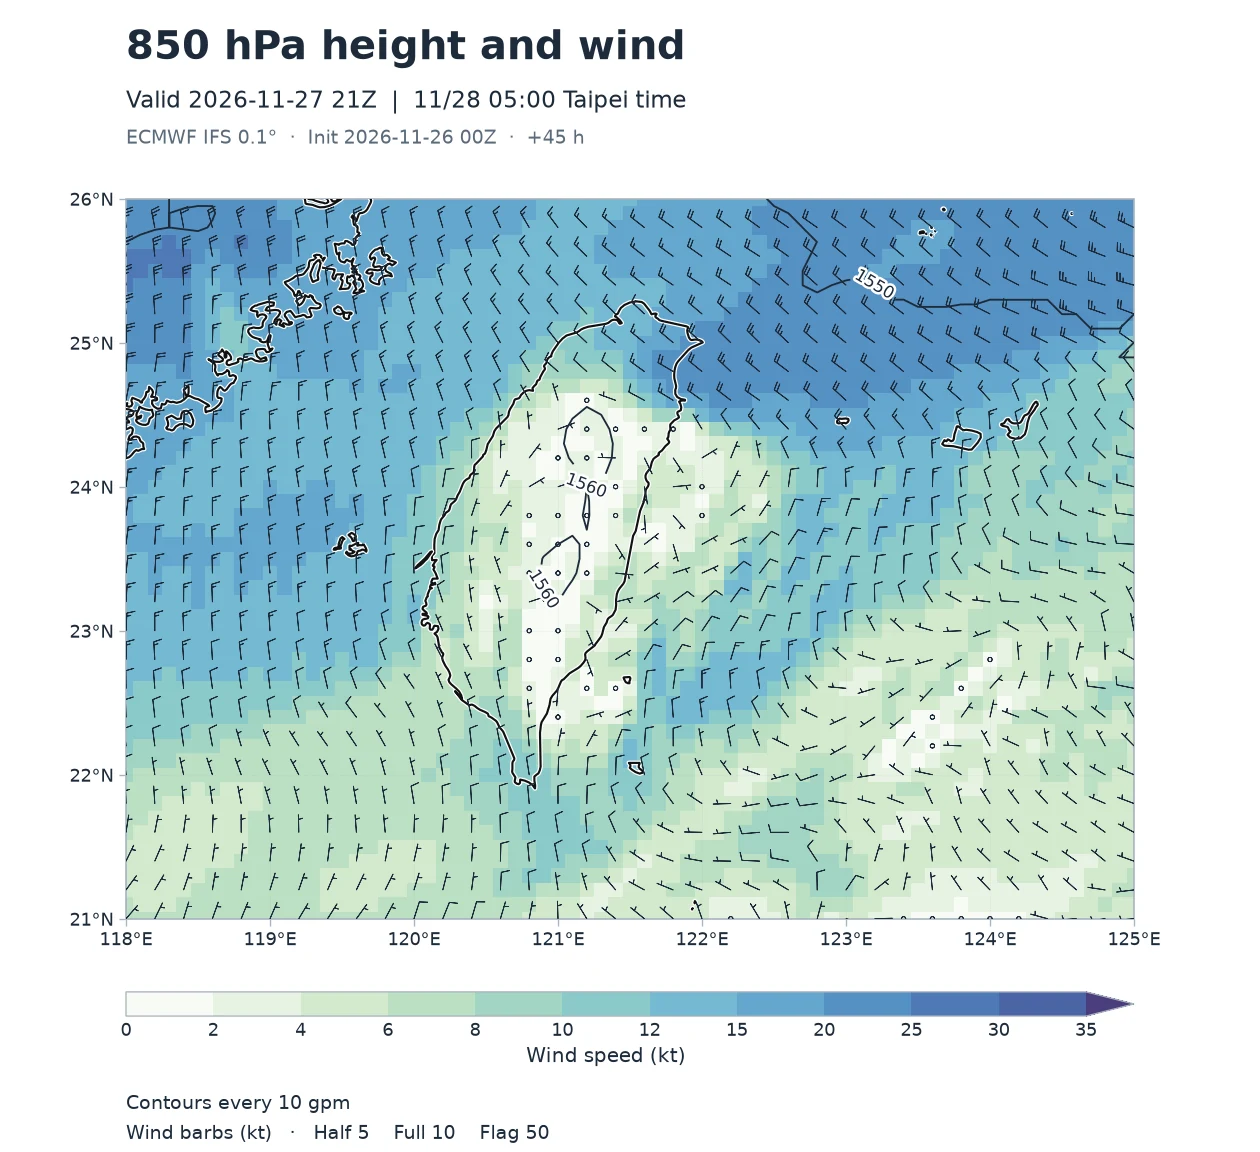 850 hPa height and wind
Valid 2026-11-27 21Z | 11/28 05:00 Taipei time
ECMWF IFS 0.1° · Init 2026-11-26 00Z · +45 h
26°N
1550
25°N
24°N
1560
1560
23°N
22°N
21°N
118°E 119°E 120°E 121°E 122°E 123°E 124°E 125°E
0 2 4 6 8 10 12 15 20 25 30 35
Wind speed (kt)
Contours every 10 gpm
Wind barbs (kt) · Half 5 Full 10 Flag 50